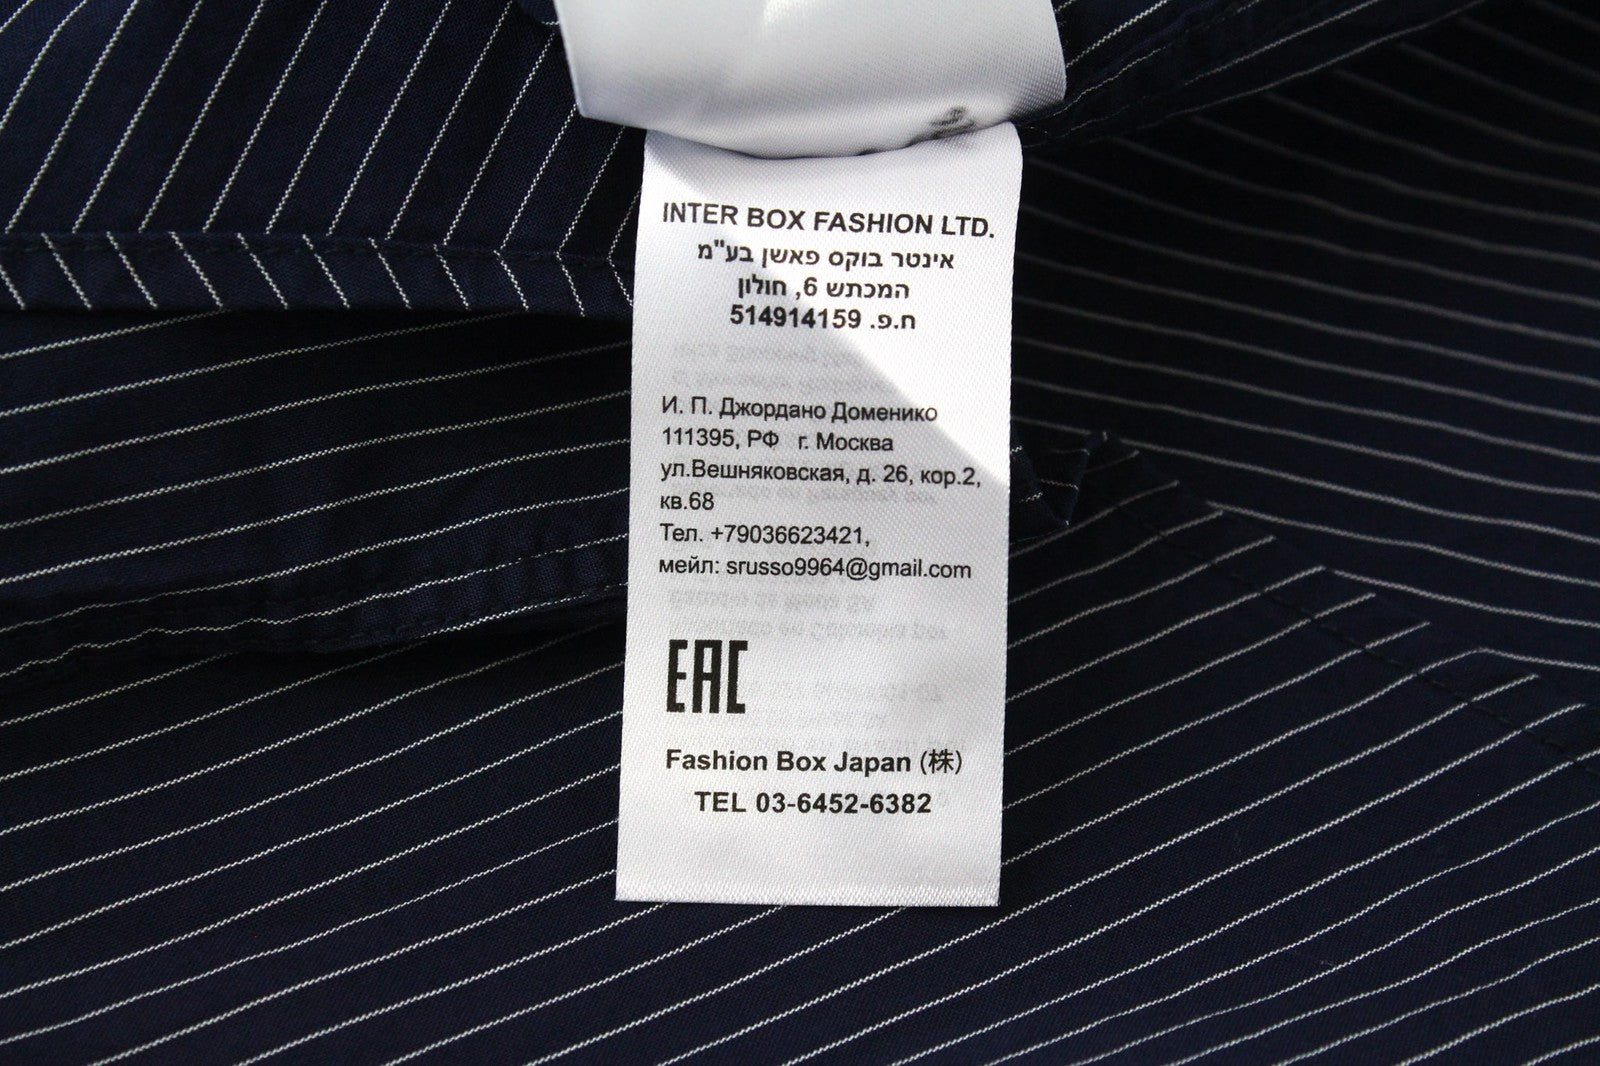 INTER BOX FASHION LTD.
אינטר בוקס פאשן בע"מ
המכתש 6, חולון
ח.פ. 514914159
И. П. Джордано Доменико
111395, РФ г. Москва
ул.Вешняковская, д. 26, кор.2,
кв.68
Тел. +79036623421,
мейл: srusso9964@gmail.com
EAC
Fashion Box Japan (株)
TEL 03-6452-6382